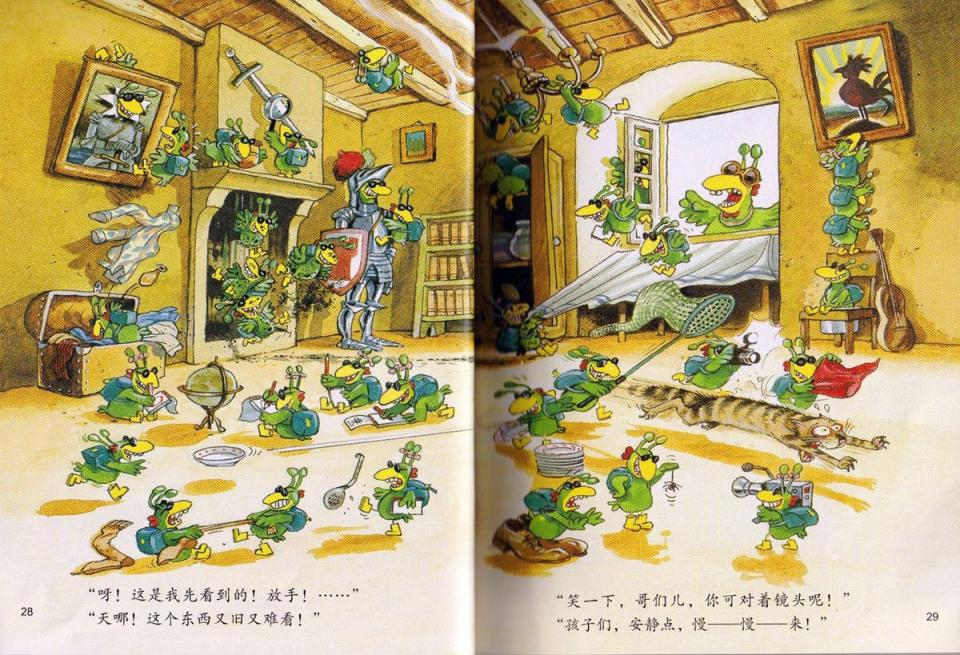 “呀！这是我先看到的！放手！……”
“天哪！这个东西又旧又难看！”
28
“笑一下，哥们儿，你可对着镜头呢！”
“孩子们，安静点，慢——慢——来！”
29